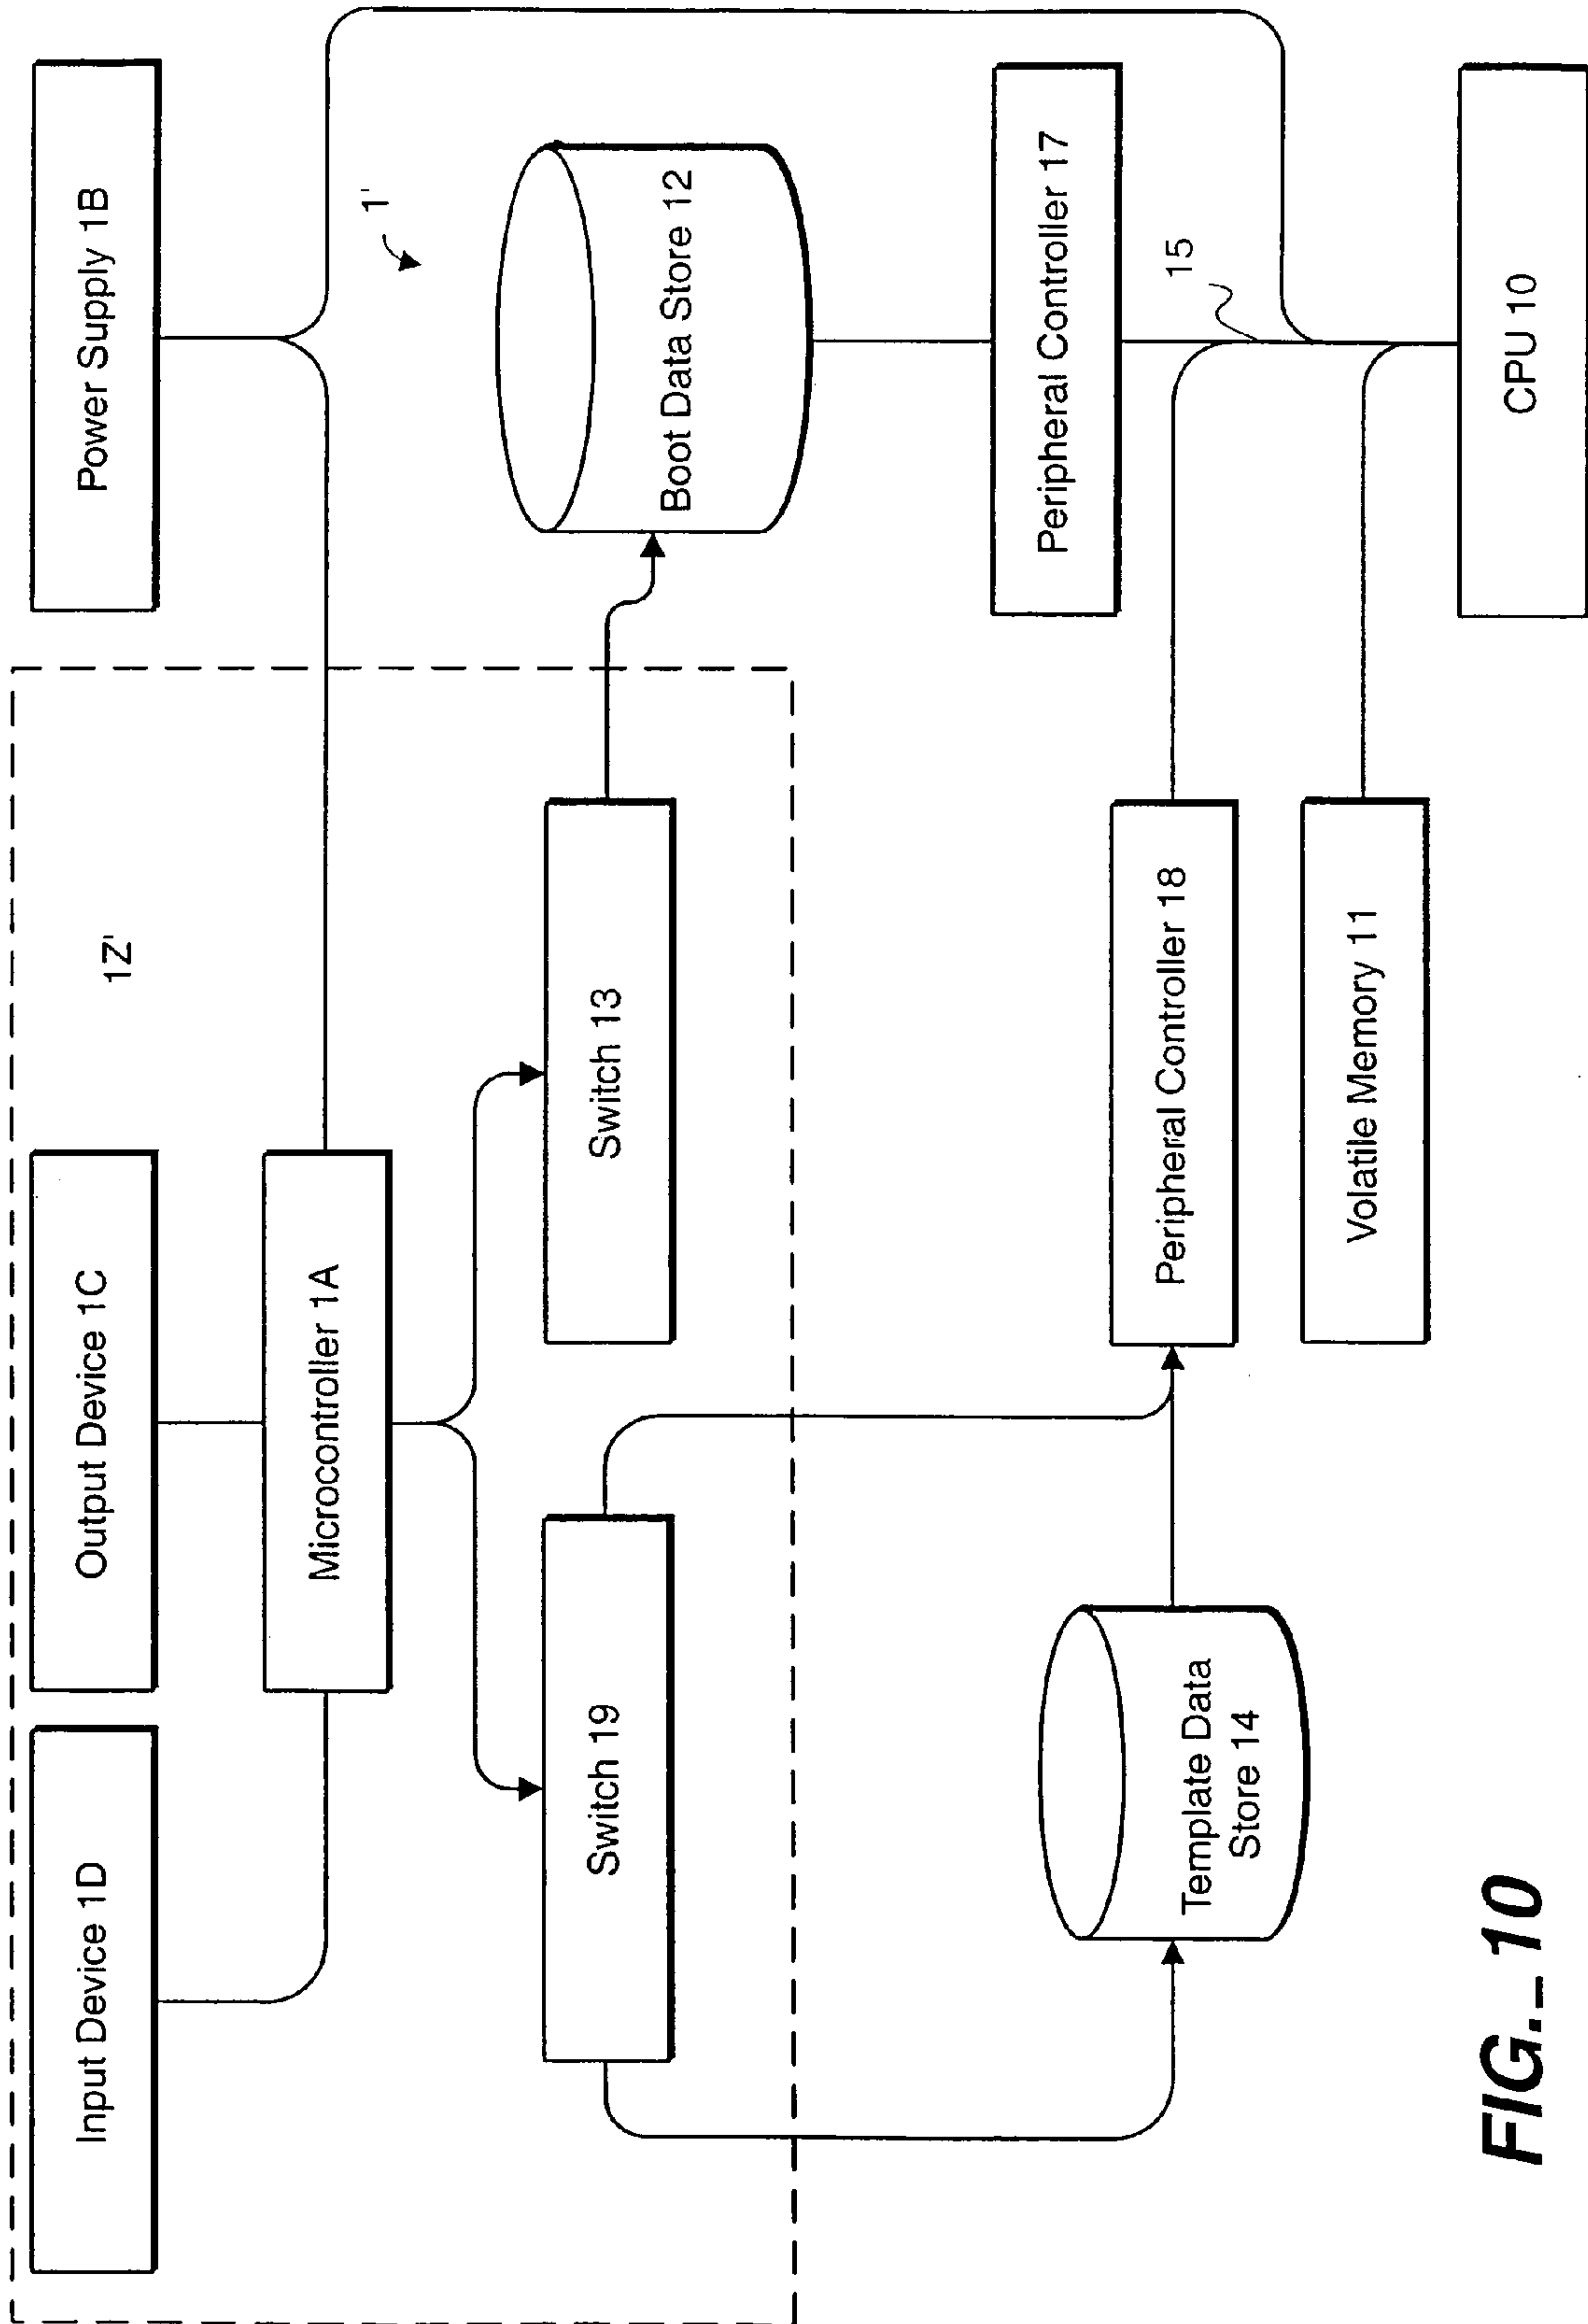 Input Device 1D
Output Device 1C
Power Supply 1B
1Z'
Microcontroller 1A
1'
Switch 19
Switch 13
Boot Data Store 12
Template Data
Store 14
Peripheral Controller 18
Peripheral Controller 17
15
Volatile Memory 11
CPU 10
FIG._10